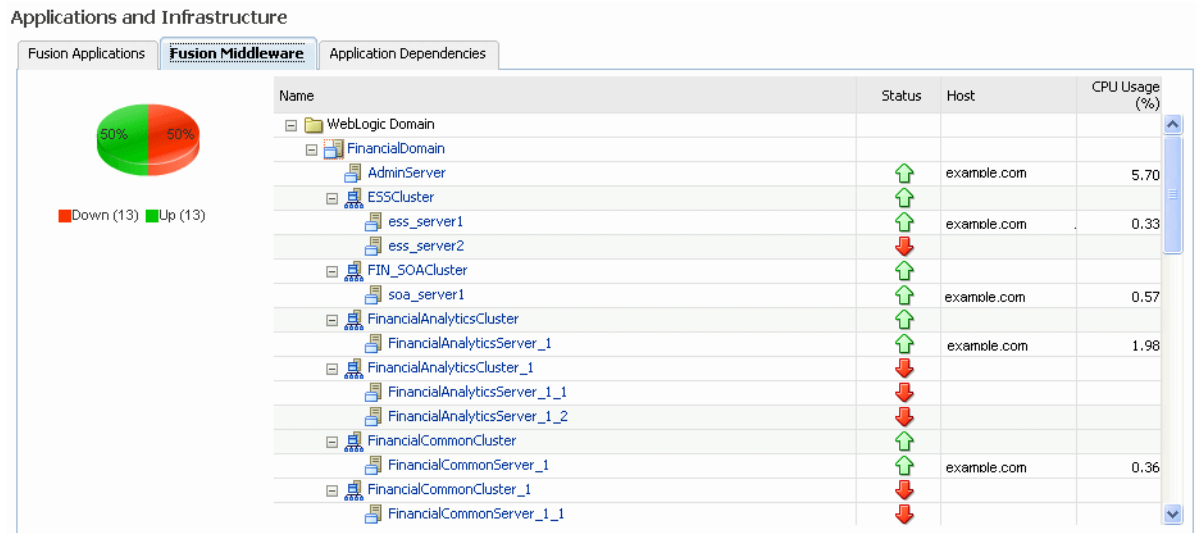 Applications and Infrastructure
Fusion Applications Fusion Middleware Application Dependencies
Name Status Host CPU Usage (%)
50% 50%
Down (13) Up (13)
WebLogic Domain
FinancialDomain
AdminServer example.com 5.70
ESSCluster
ess_server1 example.com 0.33
ess_server2
FIN_SOACluster
soa_server1 example.com 0.57
FinancialAnalyticsCluster
FinancialAnalyticsServer_1 example.com 1.98
FinancialAnalyticsCluster_1
FinancialAnalyticsServer_1_1
FinancialAnalyticsServer_1_2
FinancialCommonCluster
FinancialCommonServer_1 example.com 0.36
FinancialCommonCluster_1
FinancialCommonServer_1_1